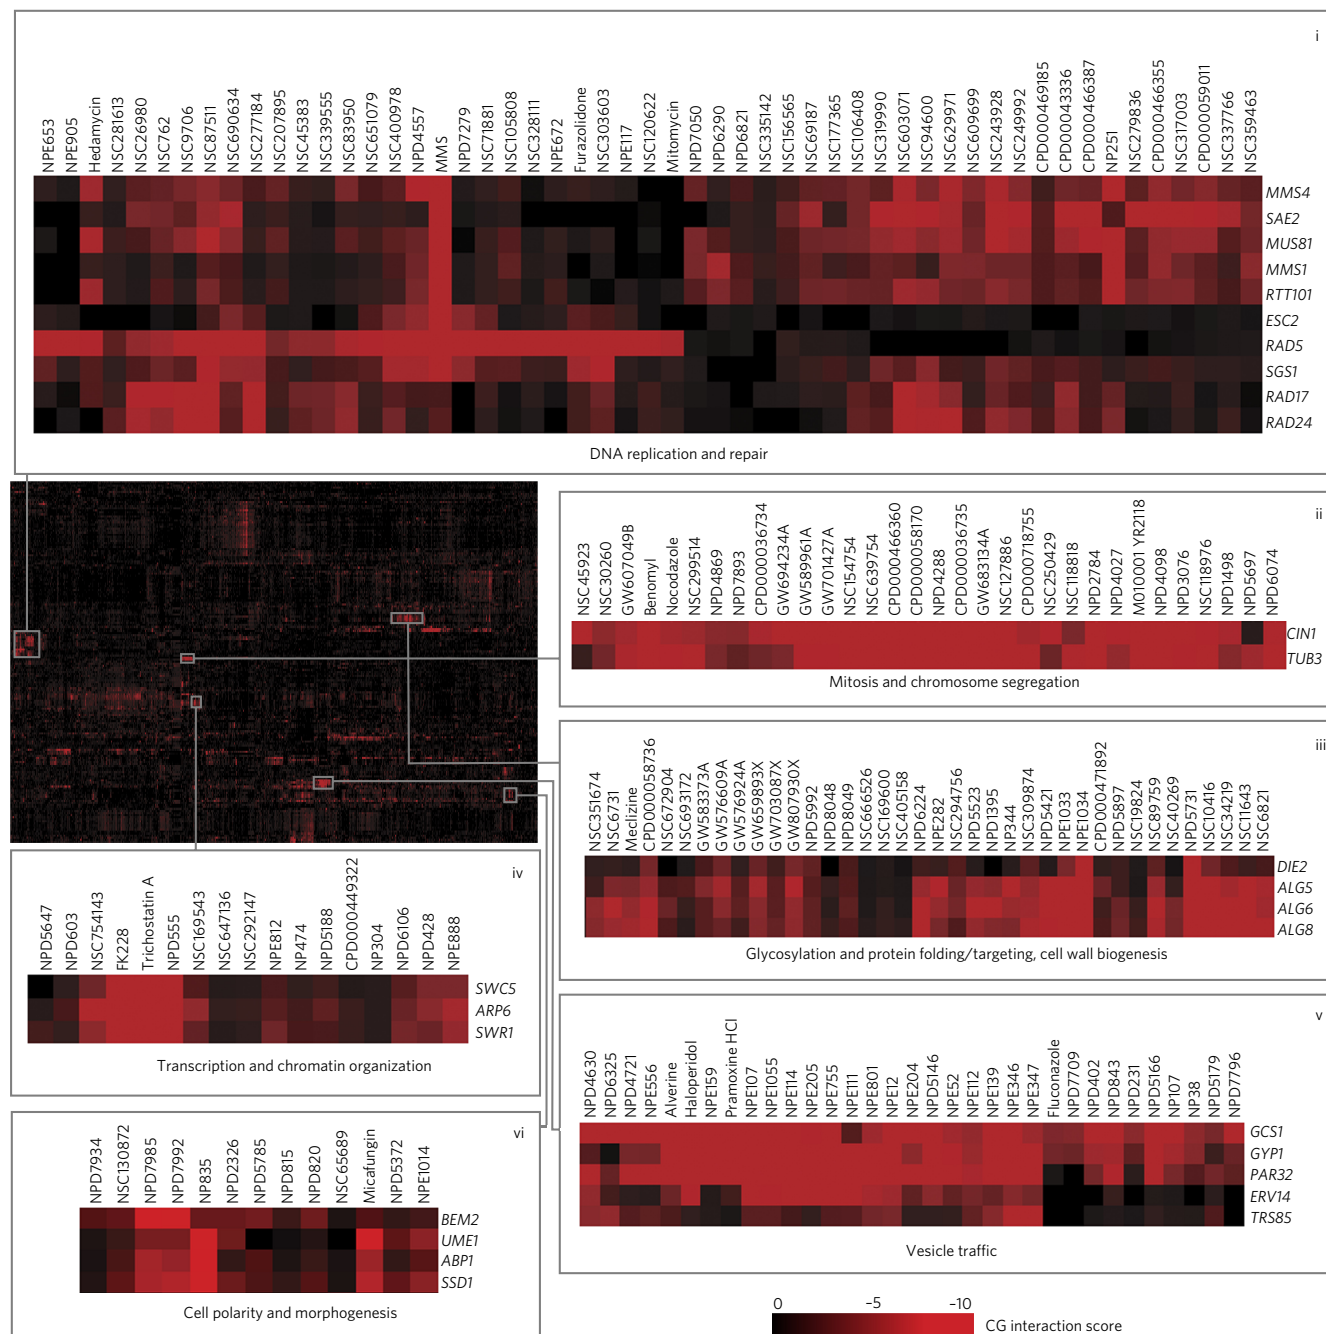 i
NPE653
NPE905
Hedamycin
NSC281613
NSC26980
NSC762
NSC9706
NSC87511
NSC690634
NSC277184
NSC207895
NSC45383
NSC339555
NSC83950
NSC651079
NSC400978
NPD4557
MMS
NPD7279
NSC71881
NSC105808
NSC328111
NPE672
Furazolidone
NSC303603
NPE117
NSC120622
Mitomycin
NPD7050
NPD6290
NPD6821
NSC335142
NSC156565
NSC69187
NSC177365
NSC106408
NSC319990
NSC603071
NSC94600
NSC629971
NSC609699
NSC243928
NSC249992
CPD000469185
CPD00043336
CPD000466387
NP251
NSC279836
CPD000466355
NSC317003
CPD000059011
NSC337766
NSC359463
MMS4
SAE2
MUS81
MMS1
RTT101
ESC2
RAD5
SGS1
RAD17
RAD24
DNA replication and repair
ii
NSC45923
NSC30260
GW607049B
Benomyl
Nocodazole
NSC299514
NPD4869
NPD7893
CPD000036734
GW694234A
GW589961A
GW701427A
NSC154754
NSC639754
CPD000466360
CPD000058170
NPD4288
CPD000036735
GW683134A
NSC127886
CPD000718755
NSC250429
NSC118818
NPD2784
NPD4027
M010001 YR2118
NPD4098
NPD3076
NSC118976
NPD1498
NPD5697
NPD6074
CIN1
TUB3
Mitosis and chromosome segregation
iii
NSC351674
NSC6731
Meclizine
CPD000058736
NSC672904
NSC693172
GW583373A
GW576609A
GW576924A
GW659893X
GW703087X
GW807930X
NPD5992
NPD8048
NPD8049
NSC666526
NSC169600
NSC405158
NPD6224
NPE282
NSC294756
NPD5523
NPD1395
NP344
NSC309874
NPD5421
NPE1033
NPE1034
CPD000471892
NPD5897
NSC19824
NSC89759
NSC40269
NPD5731
NSC10416
NSC34219
NSC11643
NSC6821
DIE2
ALG5
ALG6
ALG8
Glycosylation and protein folding/targeting, cell wall biogenesis
iv
NPD5647
NPD603
NSC754143
FK228
Trichostatin A
NPD555
NSC169543
NSC647136
NSC292147
NPE812
NP474
NPD5188
CPD000449322
NP304
NPD6106
NPD428
NPE888
SWC5
ARP6
SWR1
Transcription and chromatin organization
v
NPD4630
NPD6325
NPD4721
NPE556
Alverine
Haloperidol
NPE159
Pramoxine HCl
NPE107
NPE1055
NPE114
NPE205
NPE755
NPE111
NPE801
NPE12
NPE204
NPD5146
NPE52
NPE112
NPE139
NPE346
NPE347
Fluconazole
NPD7709
NPD402
NPD843
NPD231
NPD5166
NP107
NP38
NPD5179
NPD7796
GCS1
GYP1
PAR32
ERV14
TRS85
Vesicle traffic
vi
NPD7934
NSC130872
NPD7985
NPD7992
NP835
NPD2326
NPD5785
NPD815
NPD820
NSC65689
Micafungin
NPD5372
NPE1014
BEM2
UME1
ABP1
SSD1
Cell polarity and morphogenesis
0 −5 −10
CG interaction score